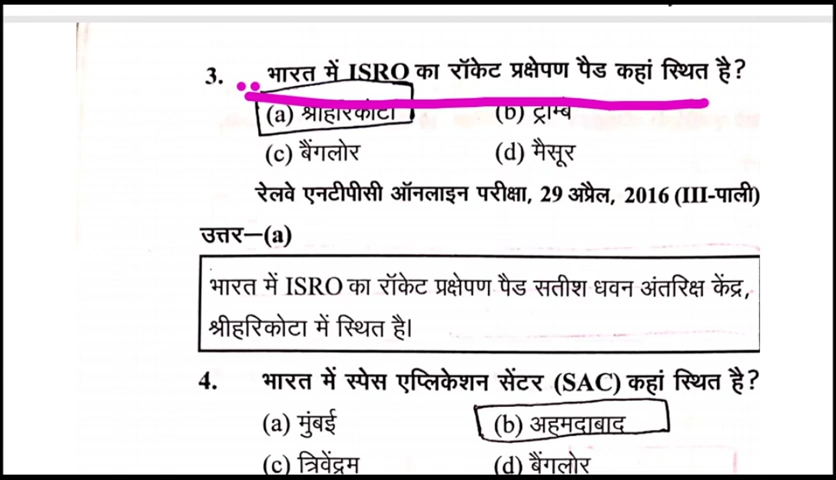 3. भारत में ISRO का रॉकेट प्रक्षेपण पैड कहां स्थित है?
(a) श्रीहरिकोटा (b) ट्राम्बे
(c) बैंगलोर (d) मैसूर
रेलवे एनटीपीसी ऑनलाइन परीक्षा, 29 अप्रैल, 2016 (III-पाली)
उत्तर—(a)
भारत में ISRO का रॉकेट प्रक्षेपण पैड सतीश धवन अंतरिक्ष केंद्र,
श्रीहरिकोटा में स्थित है।
4. भारत में स्पेस एप्लिकेशन सेंटर (SAC) कहां स्थित है?
(a) मुंबई (b) अहमदाबाद
(c) त्रिवेंद्रम (d) बैंगलोर